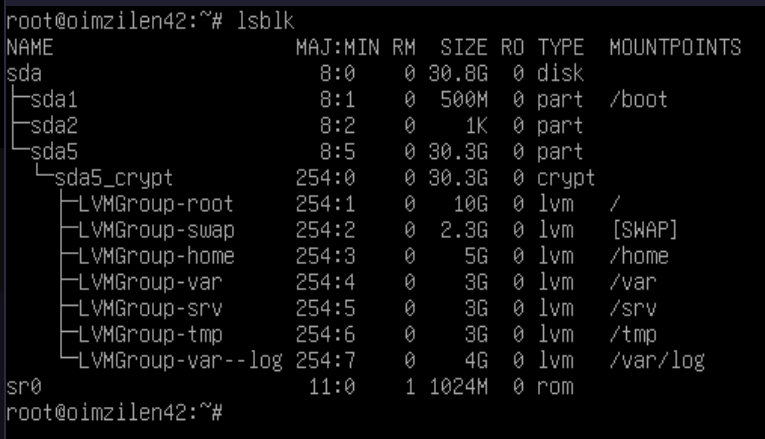 root@oimzilen42:~# lsblk
NAME                    MAJ:MIN RM  SIZE RO TYPE  MOUNTPOINTS
sda                       8:0    0 30.8G  0 disk
├─sda1                    8:1    0  500M  0 part  /boot
├─sda2                    8:2    0    1K  0 part
└─sda5                    8:5    0 30.3G  0 part
  └─sda5_crypt          254:0    0 30.3G  0 crypt
    ├─LVMGroup-root     254:1    0   10G  0 lvm   /
    ├─LVMGroup-swap     254:2    0  2.3G  0 lvm   [SWAP]
    ├─LVMGroup-home     254:3    0    5G  0 lvm   /home
    ├─LVMGroup-var      254:4    0    3G  0 lvm   /var
    ├─LVMGroup-srv      254:5    0    3G  0 lvm   /srv
    ├─LVMGroup-tmp      254:6    0    3G  0 lvm   /tmp
    └─LVMGroup-var--log 254:7    0    4G  0 lvm   /var/log
sr0                      11:0    1 1024M  0 rom
root@oimzilen42:~#